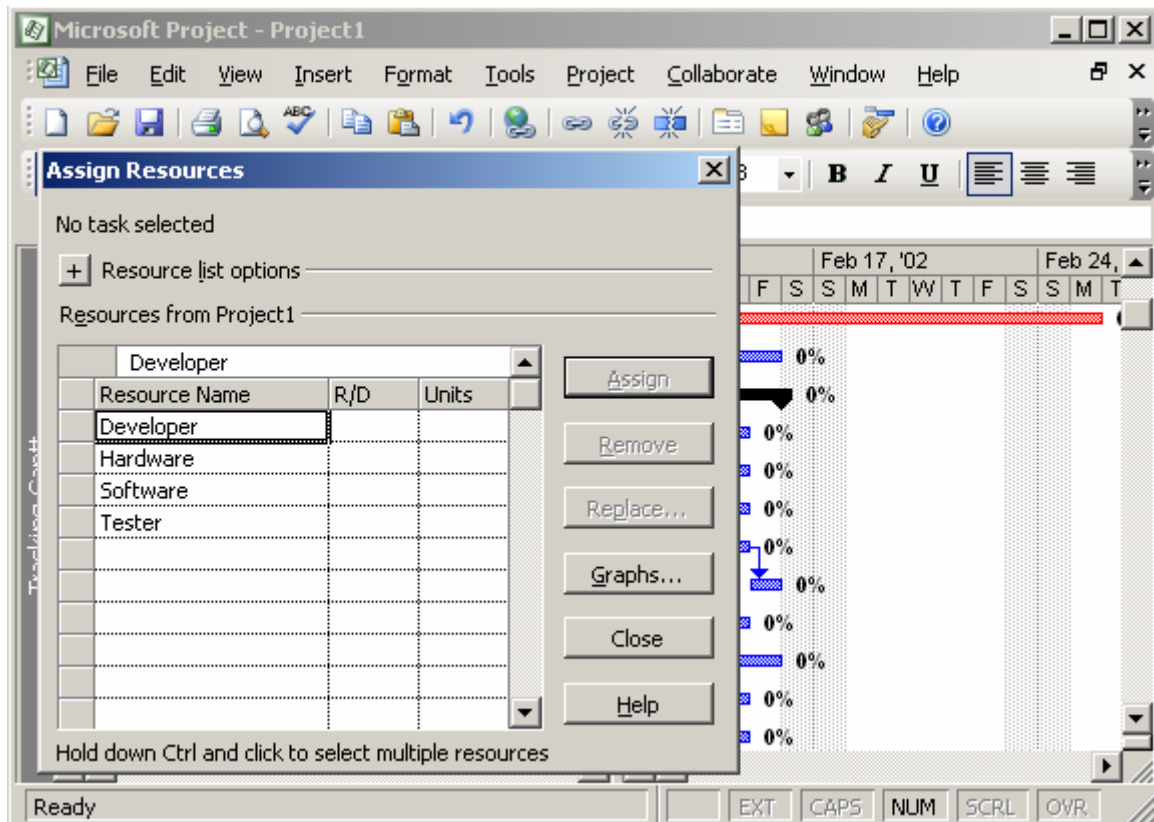 Microsoft Project - Project1
File Edit View Insert Format Tools Project Collaborate Window Help
ABC
Assign Resources
B I U
No task selected
+ Resource list options
Feb 17, '02 Feb 24,
F S S M T W T F S S M T
Resources from Project1
Developer
0%
Assign
Resource Name R/D Units
0%
Developer
0%
Remove
Hardware
0%
Software
0%
Replace...
Tester
0%
Graphs...
0%
0%
Close
0%
Help
0%
0%
Hold down Ctrl and click to select multiple resources
Ready EXT CAPS NUM SCRL OVR